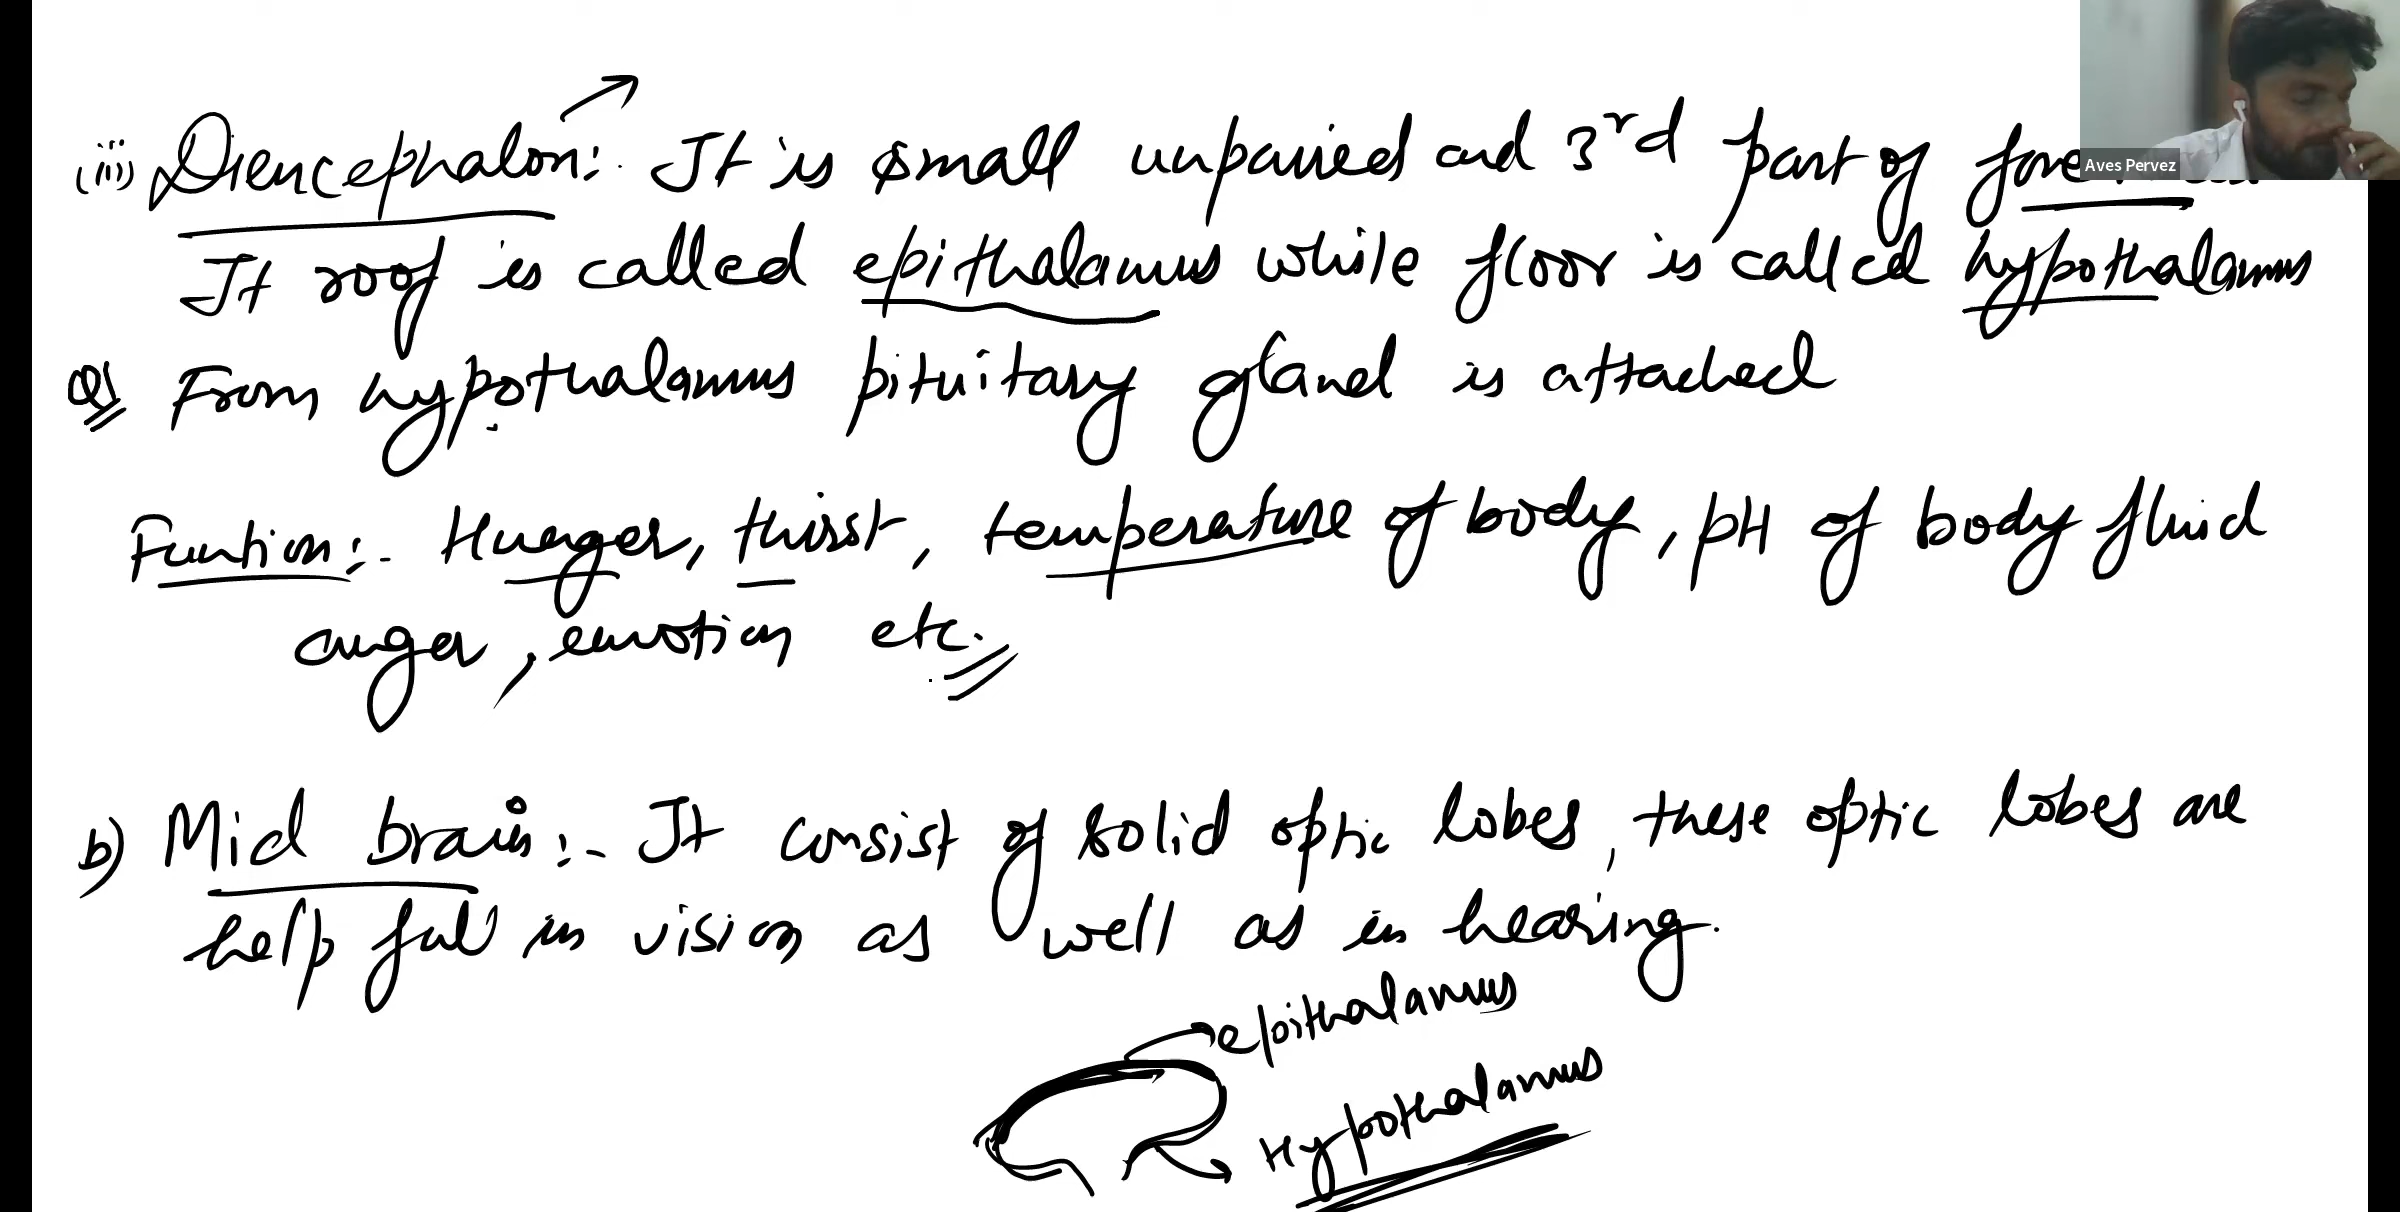 (iii) Diencephalon:- It is small unpaired and 3rd part of fore
It roof is called epithalamus while floor is called hypothalamus
Q! From hypothalamus pituitary gland is attached
Funtion:- Hunger, thirst, temperature of body, pH of body fluid
anger, emotion etc.
b) Mid brain:- It consist of solid optic lobes, these optic lobes are
help full in vision as well as in hearing.
epithalamus
Hypothalamus
Aves Pervez